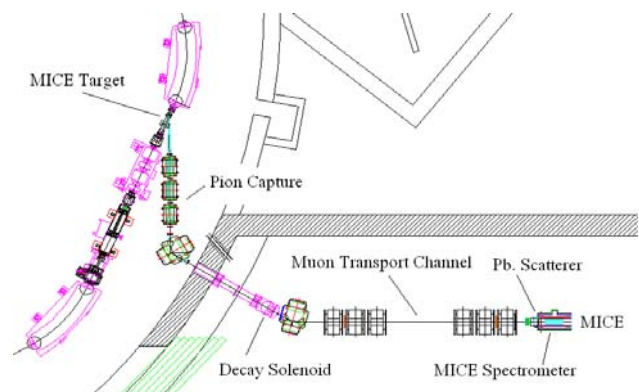 MICE Target
Pion Capture
Muon Transport Channel
Pb. Scatterer
MICE
Decay Solenoid
MICE Spectrometer